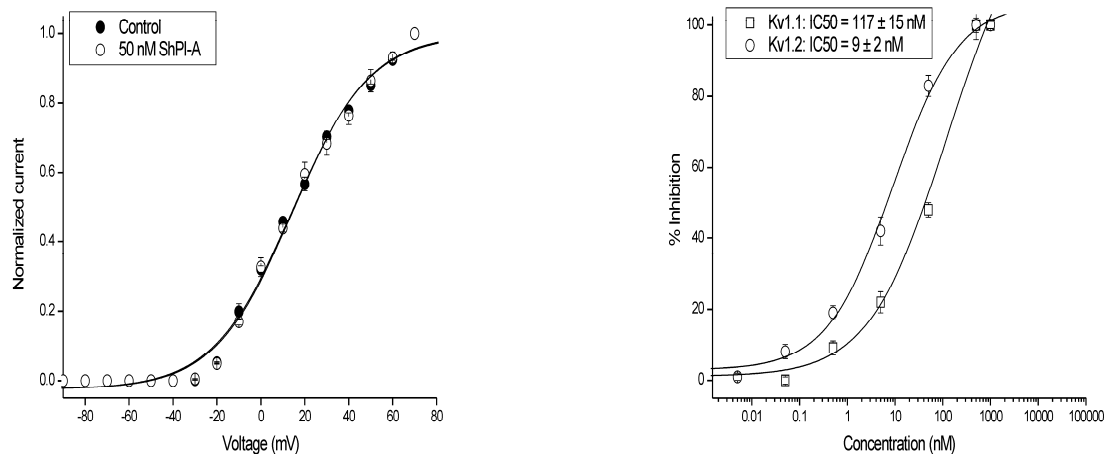 Control
50 nM ShPI-A
1.0
0.8
0.6
0.4
0.2
0.0
Normalized current
-80 -60 -40 -20 0 20 40 60 80
Voltage (mV)
Kv1.1: IC50 = 117 ± 15 nM
Kv1.2: IC50 = 9 ± 2 nM
100
80
60
40
20
0
% Inhibition
0.01 0.1 1 10 100 1000 10000 100000
Concentration (nM)